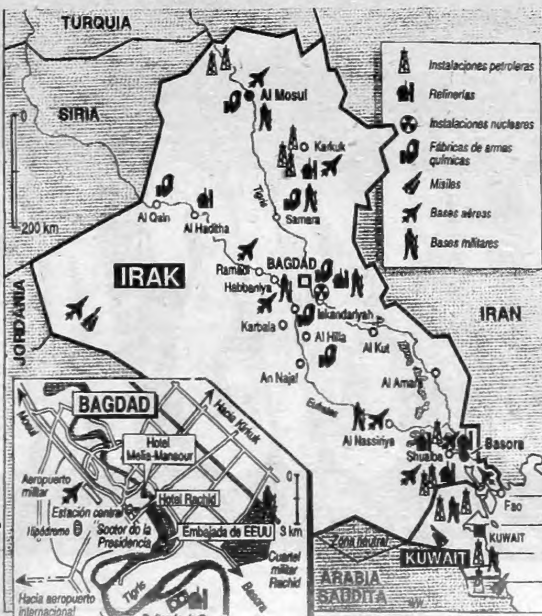 TURQUIA
SIRIA
0
200 km
Al Mosul
Karkuk
Tigris
Samara
Al Qain
Al Haditha
IRAK
BAGDAD
Ramadi
Habbaniya
Iskandariyah
Karbala
Al Hilla
Al Kut
IRAN
JORDANIA
An Najaf
Al Amara
Eufrates
Al Nassiriya
Basora
Shuaiba
Fao
KUWAIT
KUWAIT
Zona neutral
ARABIA
SAUDITA
Instalaciones petroleras
Refinerías
Instalaciones nucleares
Fábricas de armas
químicas
Misiles
Bases aéreas
Bases militares
BAGDAD
Mosul
Hacia Kirkuk
Hotel
Melia-Mansour
Aeropuerto
militar
Estación central
Hipódromo
Hotel Rachid
Sector de la
Presidencia
Embajada de EEUU
0
3 km
Cuartel
militar
Rachid
Hacia aeropuerto
internacional
Tigris
Basora